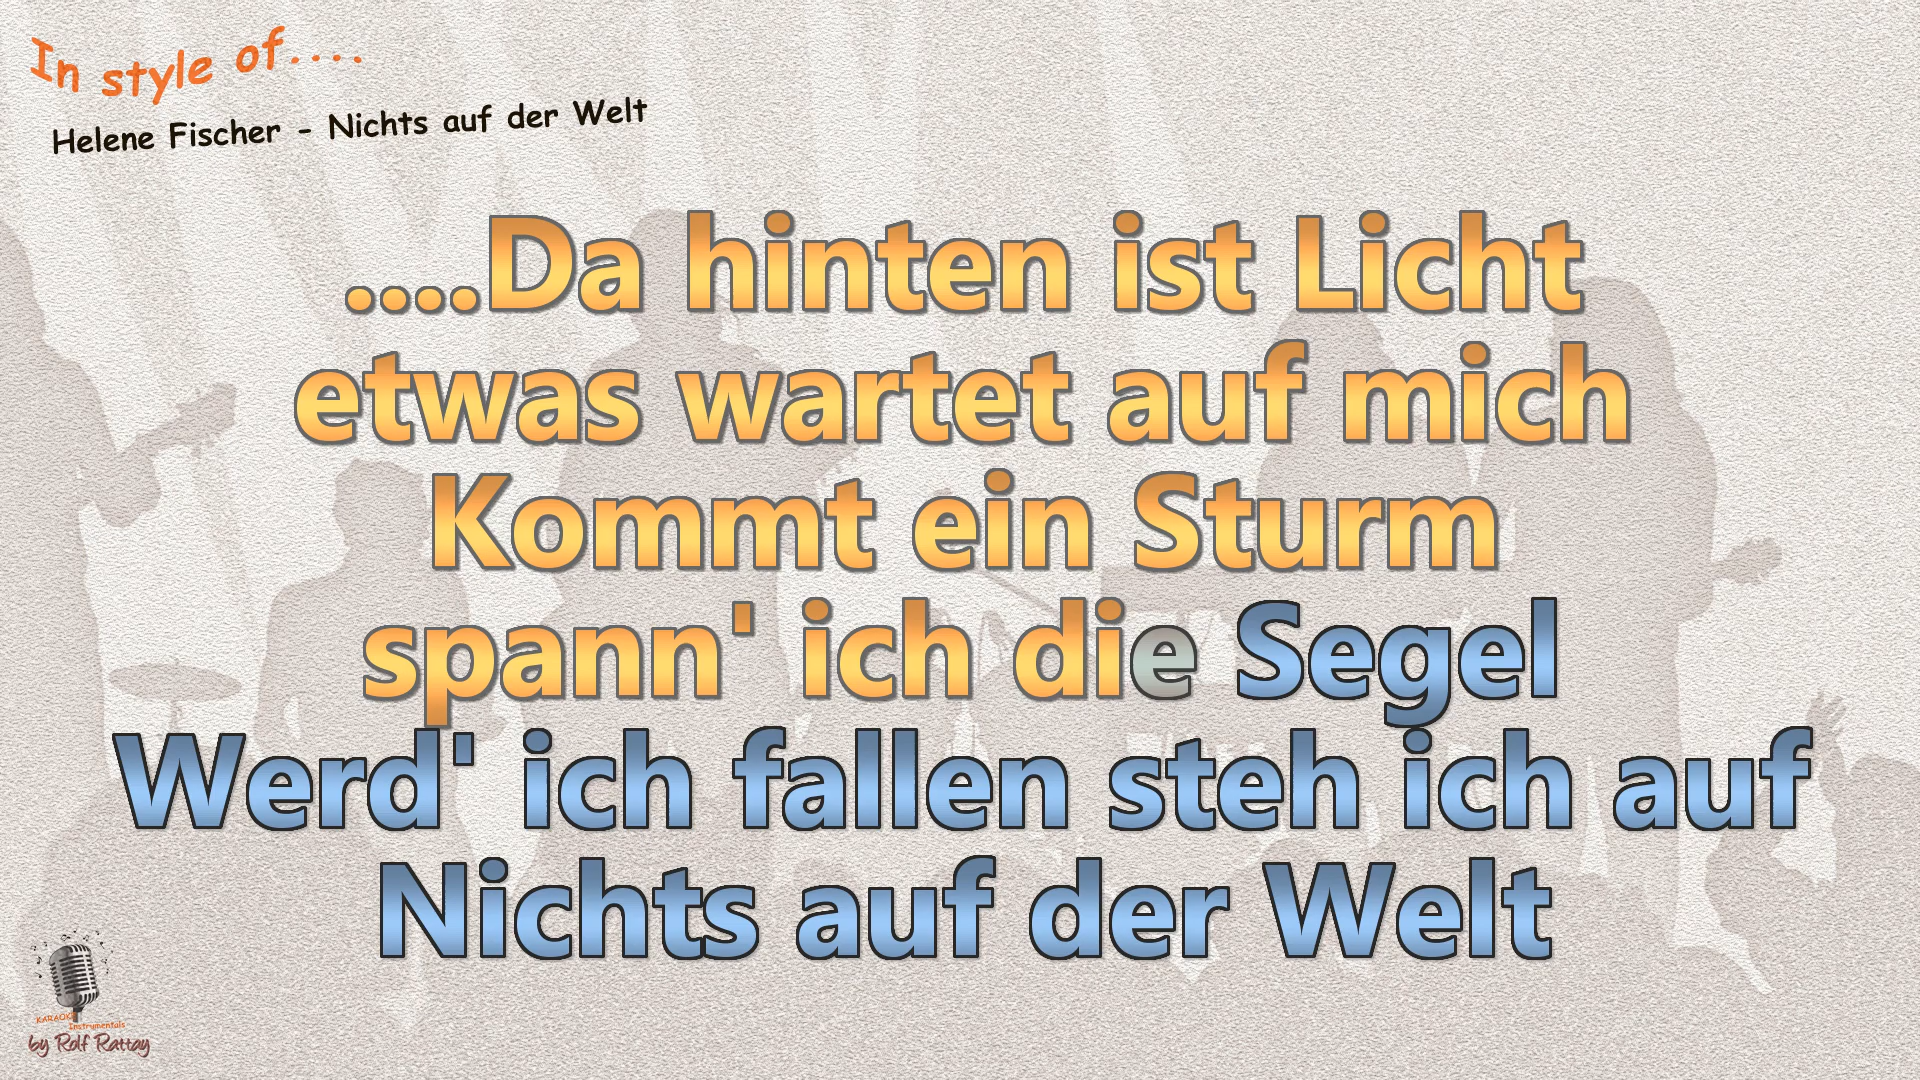 In style of....
Helene Fischer - Nichts auf der Welt
....Da hinten ist Licht
etwas wartet auf mich
Kommt ein Sturm
spann' ich die Segel
Werd' ich fallen steh ich auf
Nichts auf der Welt
KARAOKE
Instrumentals
by Rolf Rattay